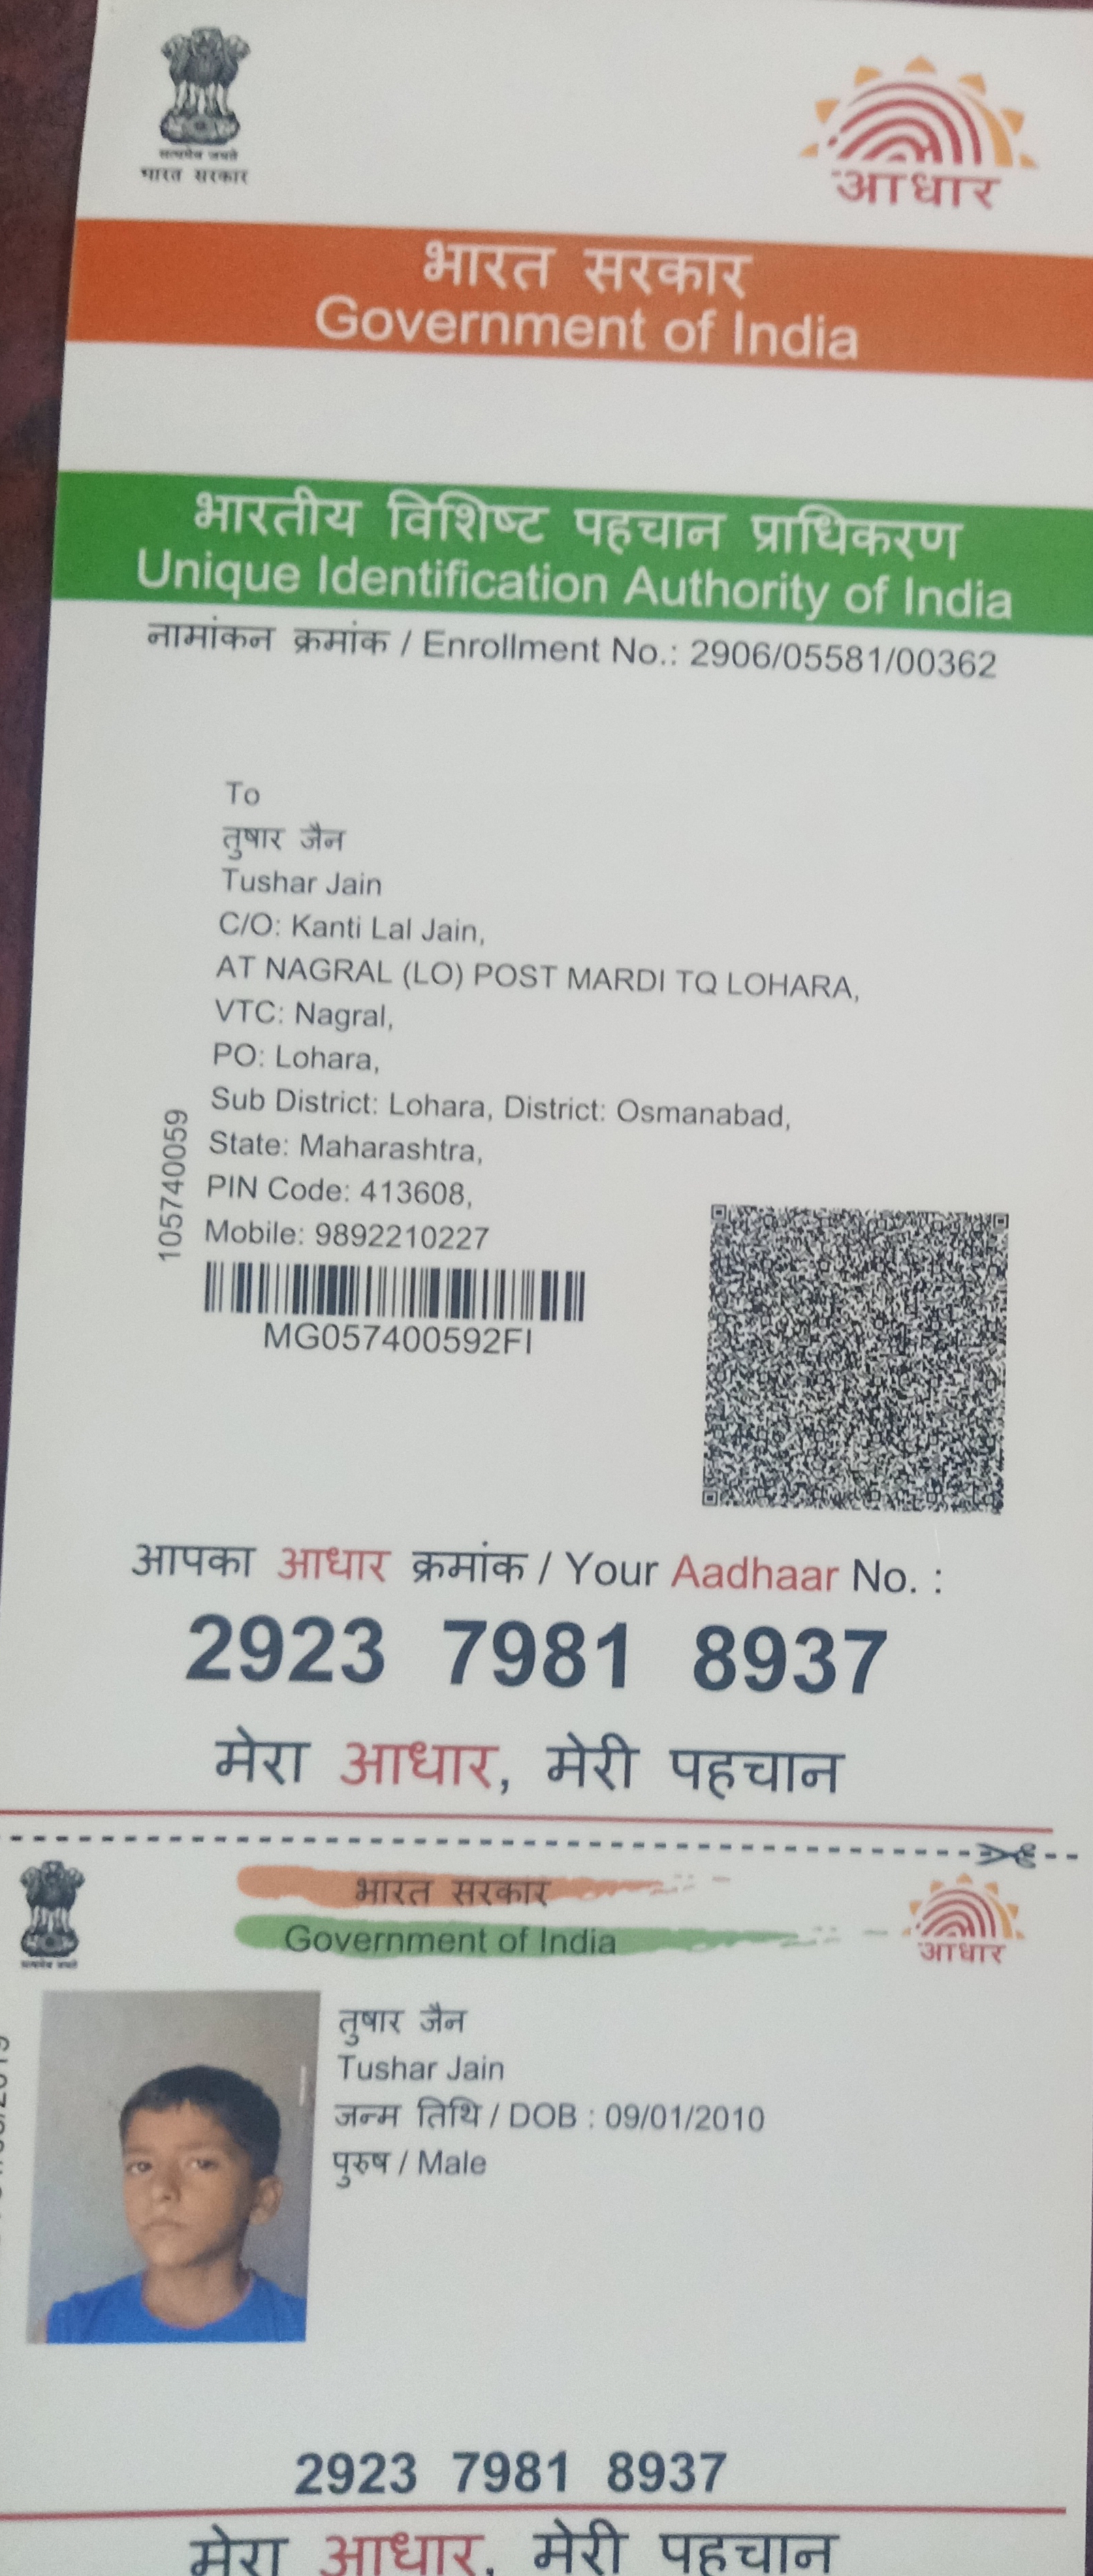 सत्यमेव जयते
भारत सरकार
आधार
भारत सरकार
Government of India
भारतीय विशिष्ट पहचान प्राधिकरण
Unique Identification Authority of India
नामांकन क्रमांक / Enrollment No.: 2906/05581/00362
To
तुषार जैन
Tushar Jain
C/O: Kanti Lal Jain,
AT NAGRAL (LO) POST MARDI TQ LOHARA,
VTC: Nagral,
PO: Lohara,
Sub District: Lohara, District: Osmanabad,
State: Maharashtra,
PIN Code: 413608,
Mobile: 9892210227
105740059
MG057400592FI
आपका आधार क्रमांक / Your Aadhaar No. :
2923 7981 8937
मेरा आधार, मेरी पहचान
सत्यमेव जयते
भारत सरकार
Government of India
आधार
तुषार जैन
Tushar Jain
जन्म तिथि / DOB : 09/01/2010
पुरुष / Male
2923 7981 8937
मेरा आधार, मेरी पहचान